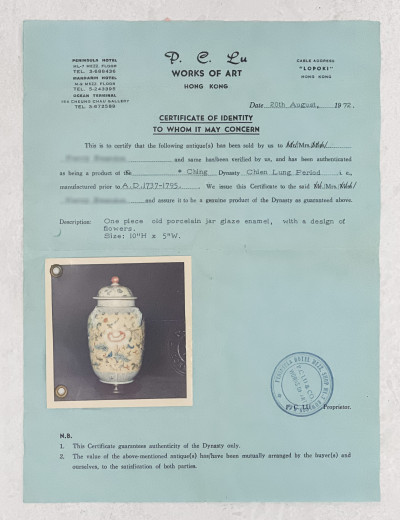 PENINSULA HOTEL
TEL. 3-688436
MANDARIN HOTEL
TEL. 5-243395
OCEAN TERMINAL
TEL. 3-672589
P. C. Lu
WORKS OF ART
HONG KONG
CABLE ADDRESS
"LOPOKI"
HONG KONG
Date 20th August, 1972.
CERTIFICATE OF IDENTITY
TO WHOM IT MAY CONCERN
This is to certify that the following antique(s) has been sold by us to Mr/Mrs.
and same has/been verified by us, and has been authenticated
as being a product of the * Ching Dynasty Chien Lung Period i.e.,
manufactured prior to A.D.1737-1795. We issue this Certificate to the said Mr/Mrs.
and assure it to be a genuine product of the Dynasty as guaranteed above.
Description: One piece old porcelain jar glaze enamel, with a design of
flowers.
Size: 10"H x 5"W.
Proprietor.
N.B.
1. This Certificate guarantee authenticity of the Dynasty only.
2. The value of the above-mentioned antique(s) has/have been mutually arranged by the buyer(s) and
ourselves, to the satisfaction of both parties.